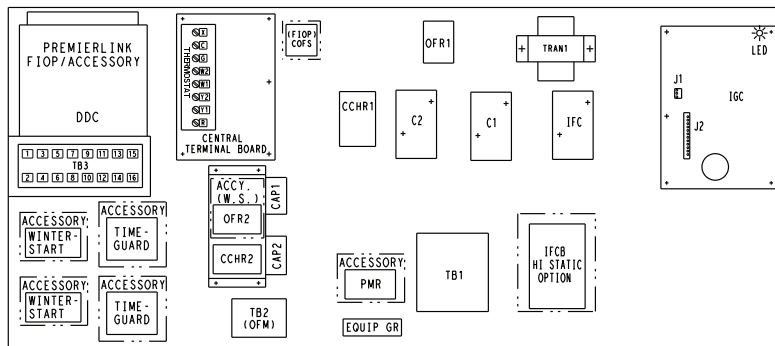 PREMIERLINK
FIOP/ACCESSORY
DDC
1 3 5 7 9 11 13 15
TB3
2 4 6 8 10 12 14 16
THERMOSTAT
X
C
G
W2
W1
Y2
Y1
R
CENTRAL
TERMINAL BOARD
(FIOP)
COFS
OFR1
TRAN1
LED
J1
IGC
J2
CCHR1
C2
C1
IFC
ACCY.
(W.S.)
OFR2
CAP1
CCHR2
CAP2
ACCESSORY
WINTER-
START
ACCESSORY
TIME-
GUARD
ACCESSORY
WINTER-
START
ACCESSORY
TIME-
GUARD
TB2
(OFM)
ACCESSORY
PMR
EQUIP GR
TB1
IFCB
HI STATIC
OPTION